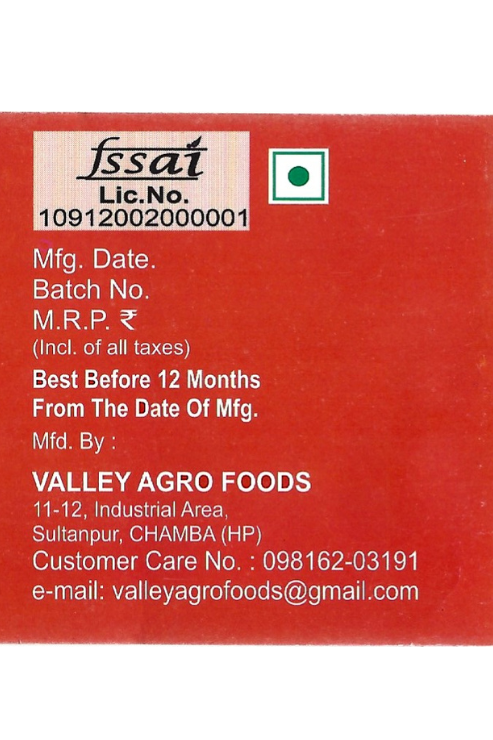 fssai
Lic.No.
10912002000001
Mfg. Date.
Batch No.
M.R.P. ₹
(Incl. of all taxes)
Best Before 12 Months
From The Date Of Mfg.
Mfd. By :
VALLEY AGRO FOODS
11-12, Industrial Area,
Sultanpur, CHAMBA (HP)
Customer Care No. : 098162-03191
e-mail: valleyagrofoods@gmail.com